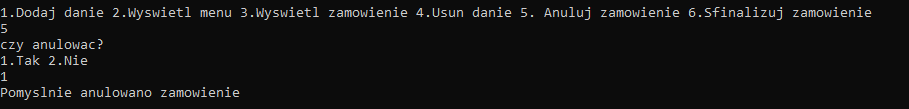 1.Dodaj danie 2.Wyswietl menu 3.Wyswietl zamowienie 4.Usun danie 5. Anuluj zamowienie 6.Sfinalizuj zamowienie
5
czy anulowac?
1.Tak 2.Nie
1
Pomyslnie anulowano zamowienie